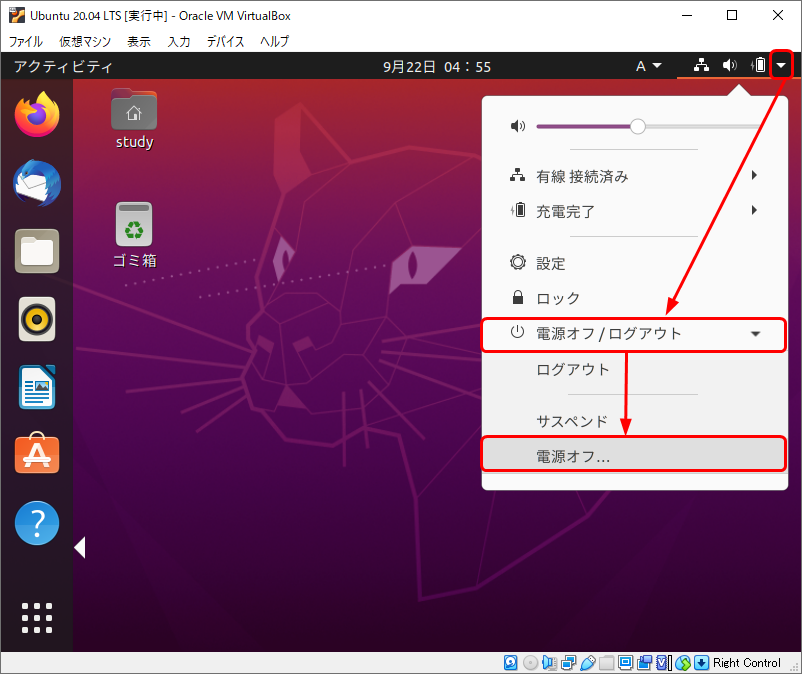 Ubuntu 20.04 LTS [実行中] - Oracle VM VirtualBox
ファイル 仮想マシン 表示 入力 デバイス ヘルプ
アクティビティ 9月22日 04：55 A
study
ゴミ箱
有線 接続済み
充電完了
設定
ロック
電源オフ / ログアウト
ログアウト
サスペンド
電源オフ...
Right Control